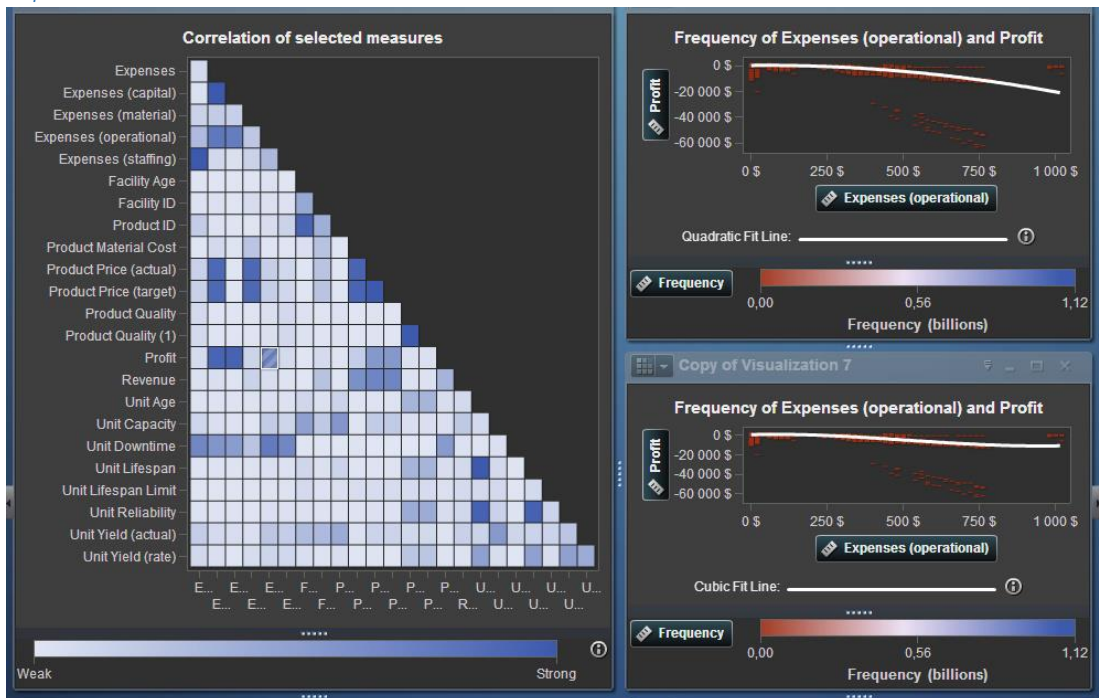 Correlation of selected measures
Expenses
Expenses (capital)
Expenses (material)
Expenses (operational)
Expenses (staffing)
Facility Age
Facility ID
Product ID
Product Material Cost
Product Price (actual)
Product Price (target)
Product Quality
Product Quality (1)
Profit
Revenue
Unit Age
Unit Capacity
Unit Downtime
Unit Lifespan
Unit Lifespan Limit
Unit Reliability
Unit Yield (actual)
Unit Yield (rate)
E... E... E... F... P... P... P... P... U... U... U... U...
E... E... E... F... P... P... P... R... U... U... U...
Weak Strong
Frequency of Expenses (operational) and Profit
Profit
0 $
-20 000 $
-40 000 $
-60 000 $
0 $ 250 $ 500 $ 750 $ 1 000 $
Expenses (operational)
Quadratic Fit Line:
Frequency
0,00 0,56 1,12
Frequency (billions)
Copy of Visualization 7
Frequency of Expenses (operational) and Profit
Profit
0 $
-20 000 $
-40 000 $
-60 000 $
0 $ 250 $ 500 $ 750 $ 1 000 $
Expenses (operational)
Cubic Fit Line:
Frequency
0,00 0,56 1,12
Frequency (billions)